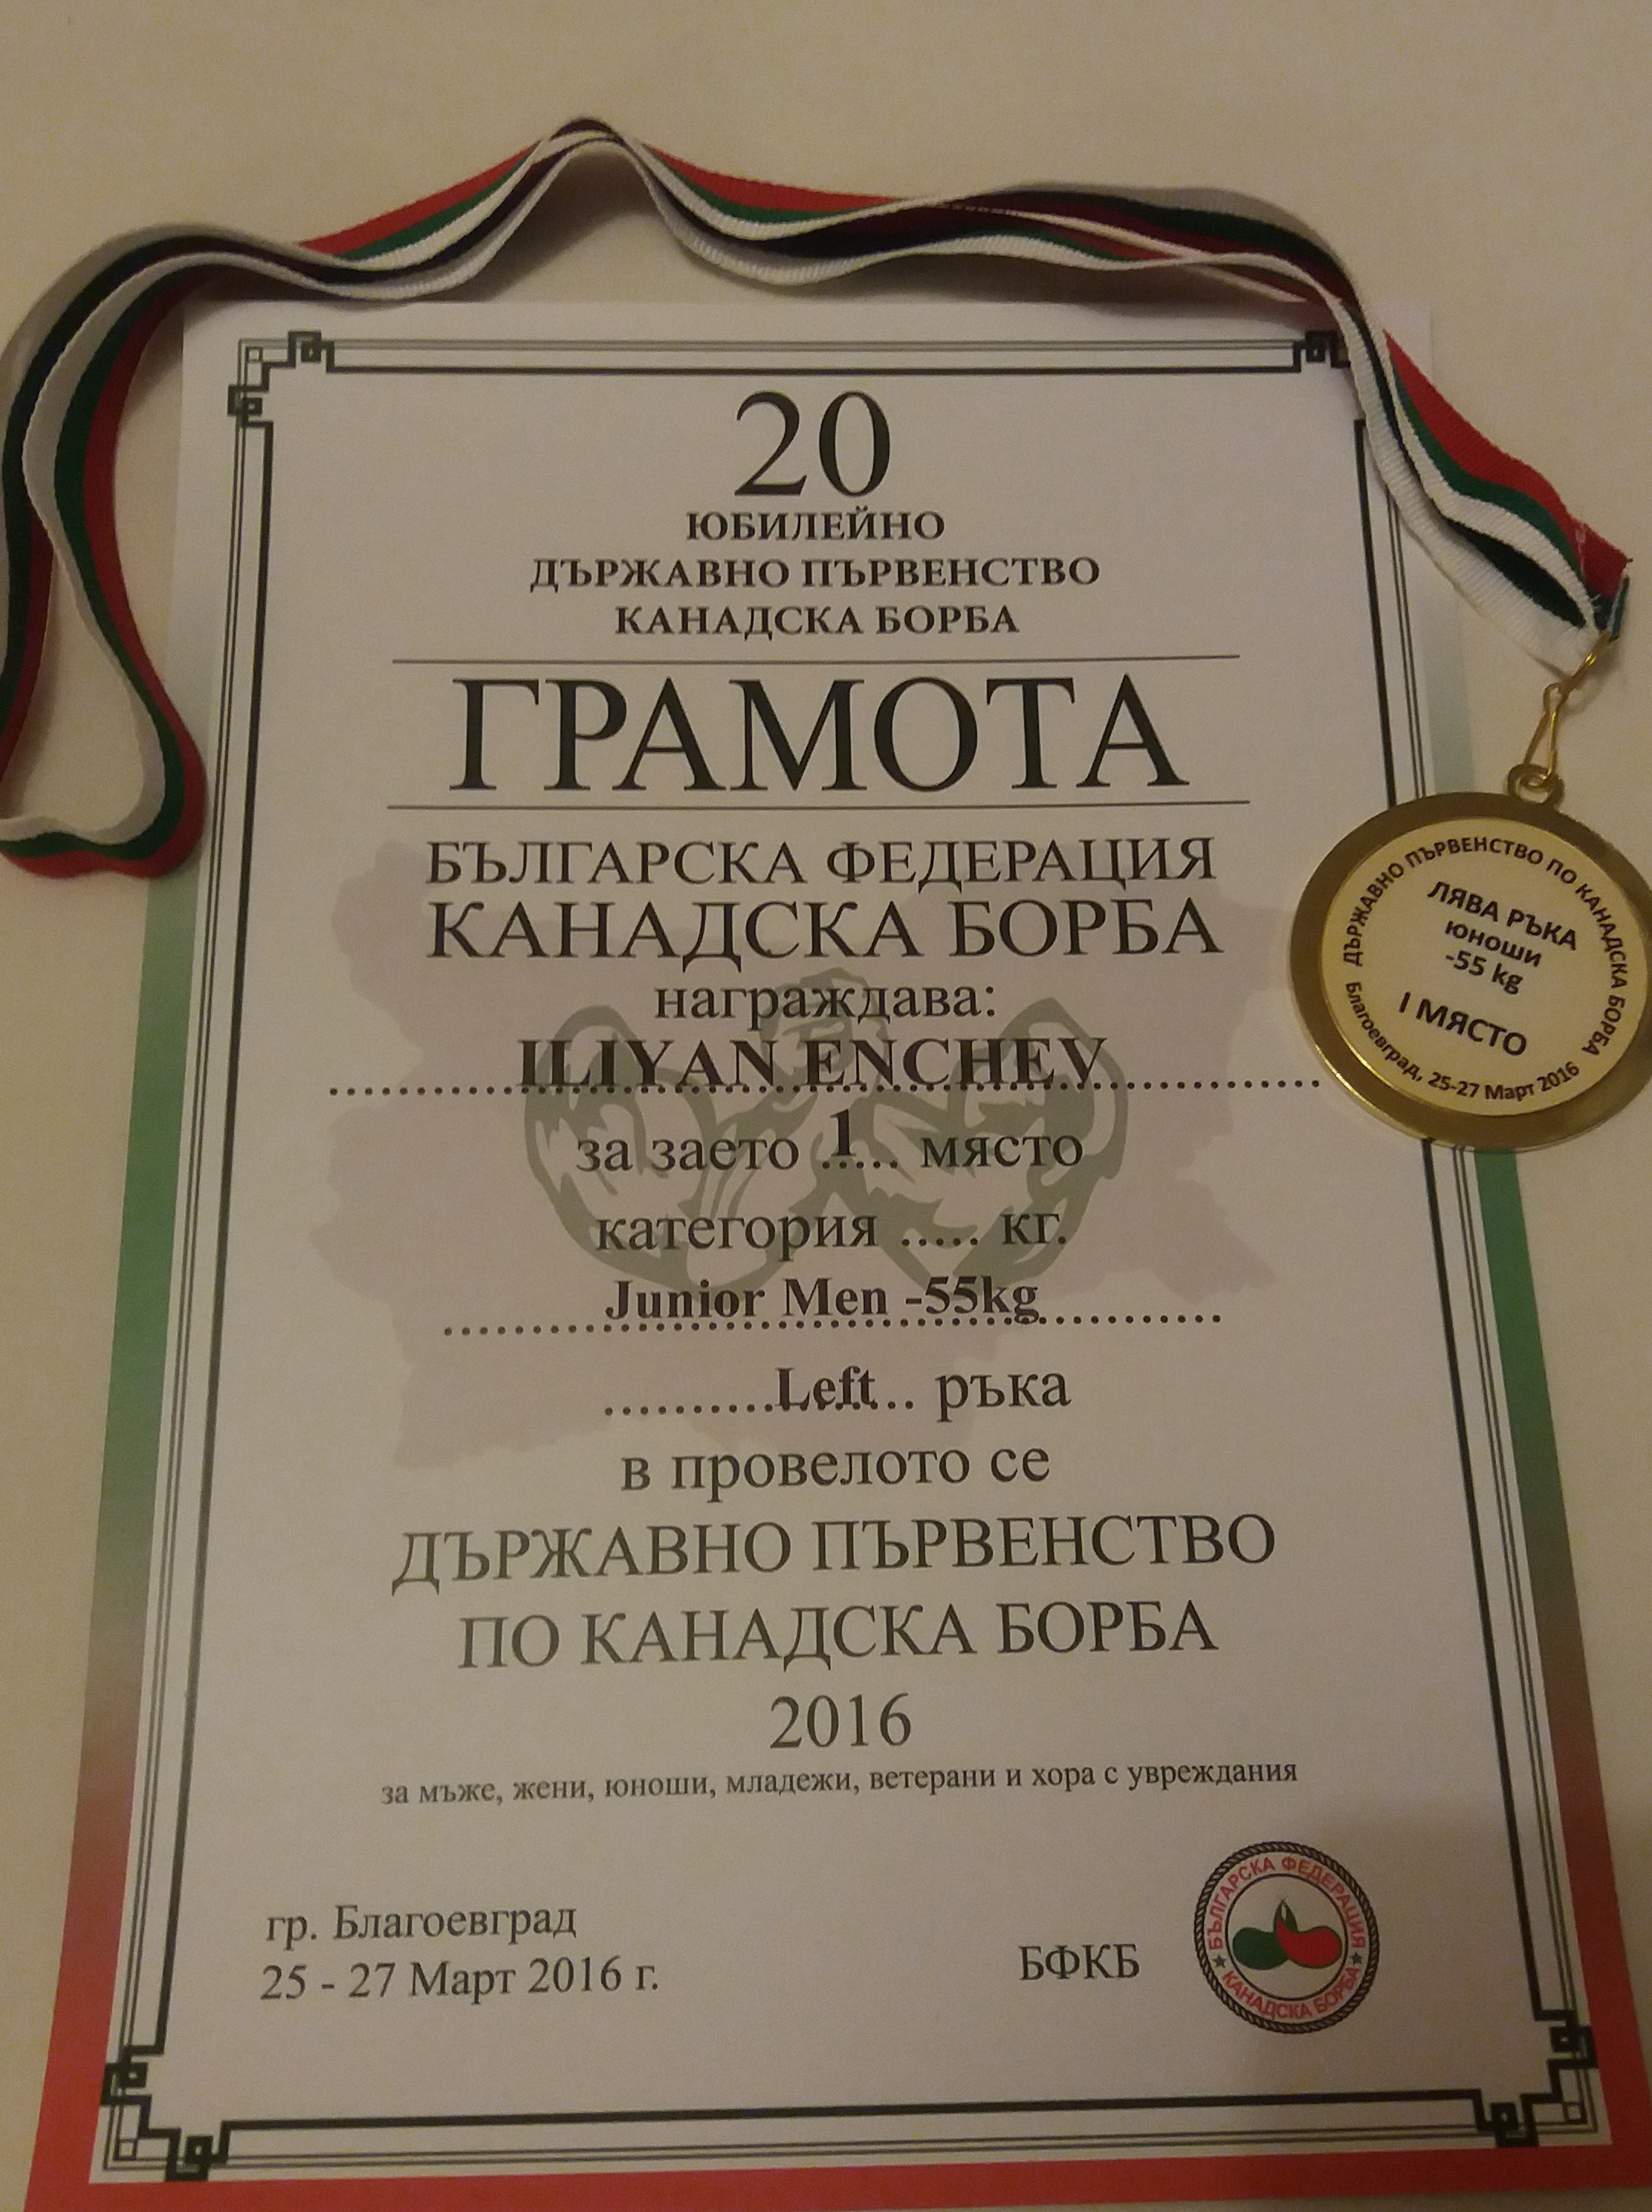 20
ЮБИЛЕЙНО
ДЪРЖАВНО ПЪРВЕНСТВО
КАНАДСКА БОРБА
ГРАМОТА
БЪЛГАРСКА ФЕДЕРАЦИЯ
КАНАДСКА БОРБА
награждава:
ILIYAN ENCHEV
за заето 1 място
категория ..... кг.
Junior Men -55kg
Left ръка
в провелото се
ДЪРЖАВНО ПЪРВЕНСТВО
ПО КАНАДСКА БОРБА
2016
за мъже, жени, юноши, младежи, ветерани и хора с увреждания
гр. Благоевград
25 - 27 Март 2016 г.
БФКБ
БЪЛГАРСКА ФЕДЕРАЦИЯ
КАНАДСКА БОРБА
ДЪРЖАВНО ПЪРВЕНСТВО ПО КАНАДСКА БОРБА
ЛЯВА РЪКА
юноши
-55 kg
I МЯСТО
Благоевград, 25-27 Март 2016